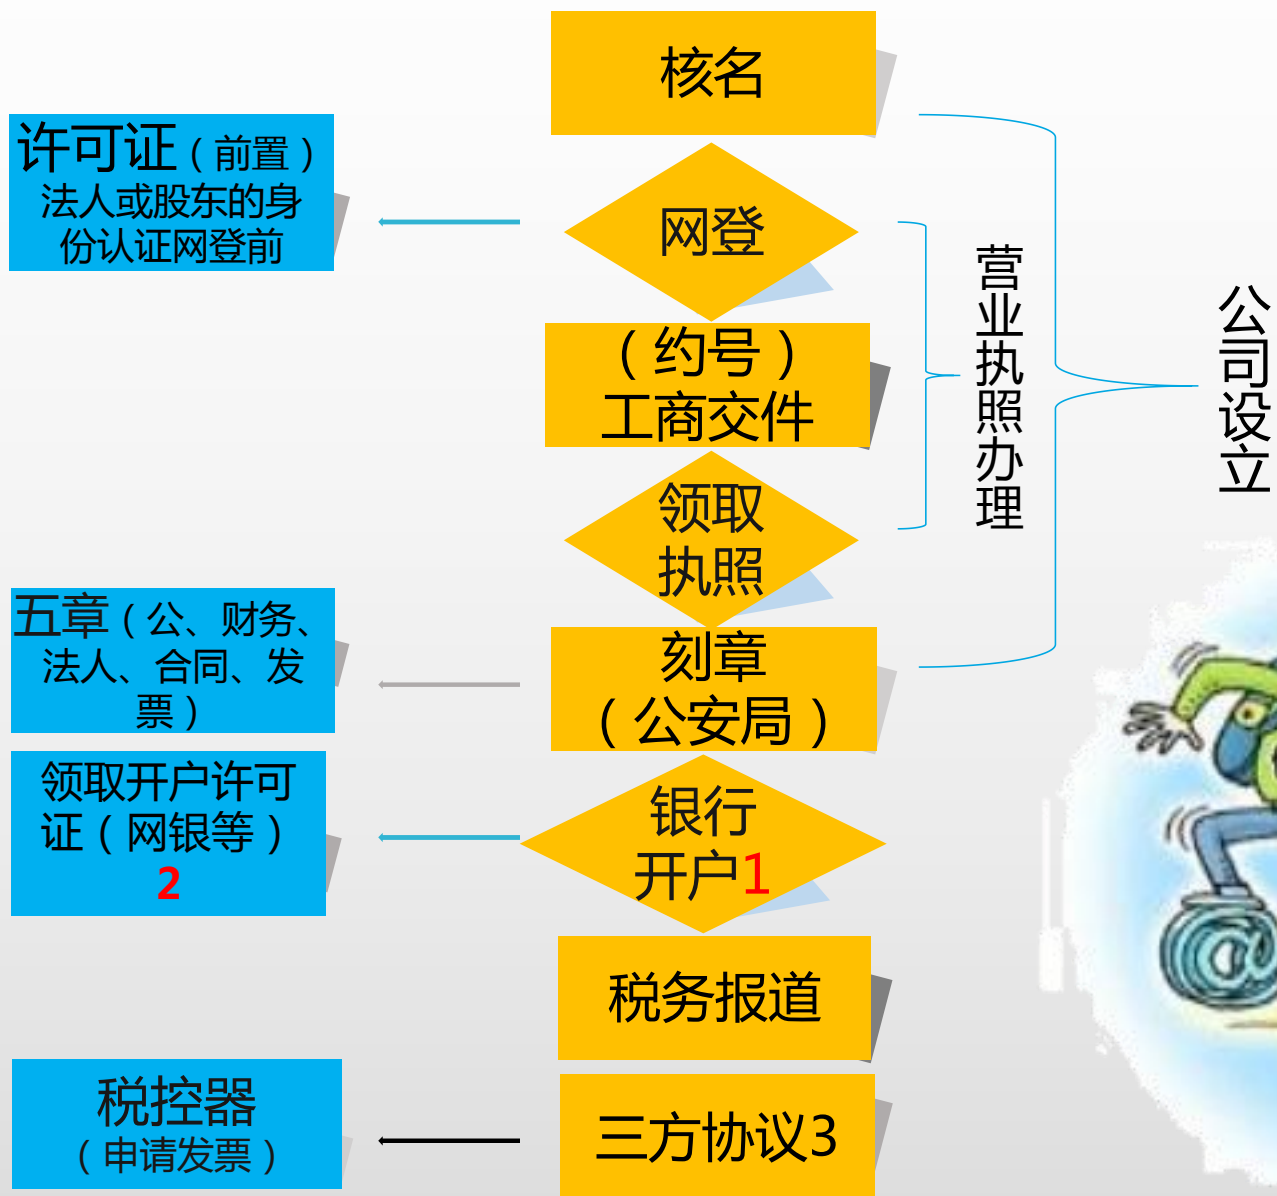 核名
许可证（前置）
法人或股东的身
份认证网登前
网登
（约号）
工商交件
领取
执照
营业执照办理
公司设立
五章（公、财务、
法人、合同、发
票）
刻章
（公安局）
领取开户许可
证（网银等）
2
银行
开户1
税务报道
税控器
（申请发票）
三方协议3
@